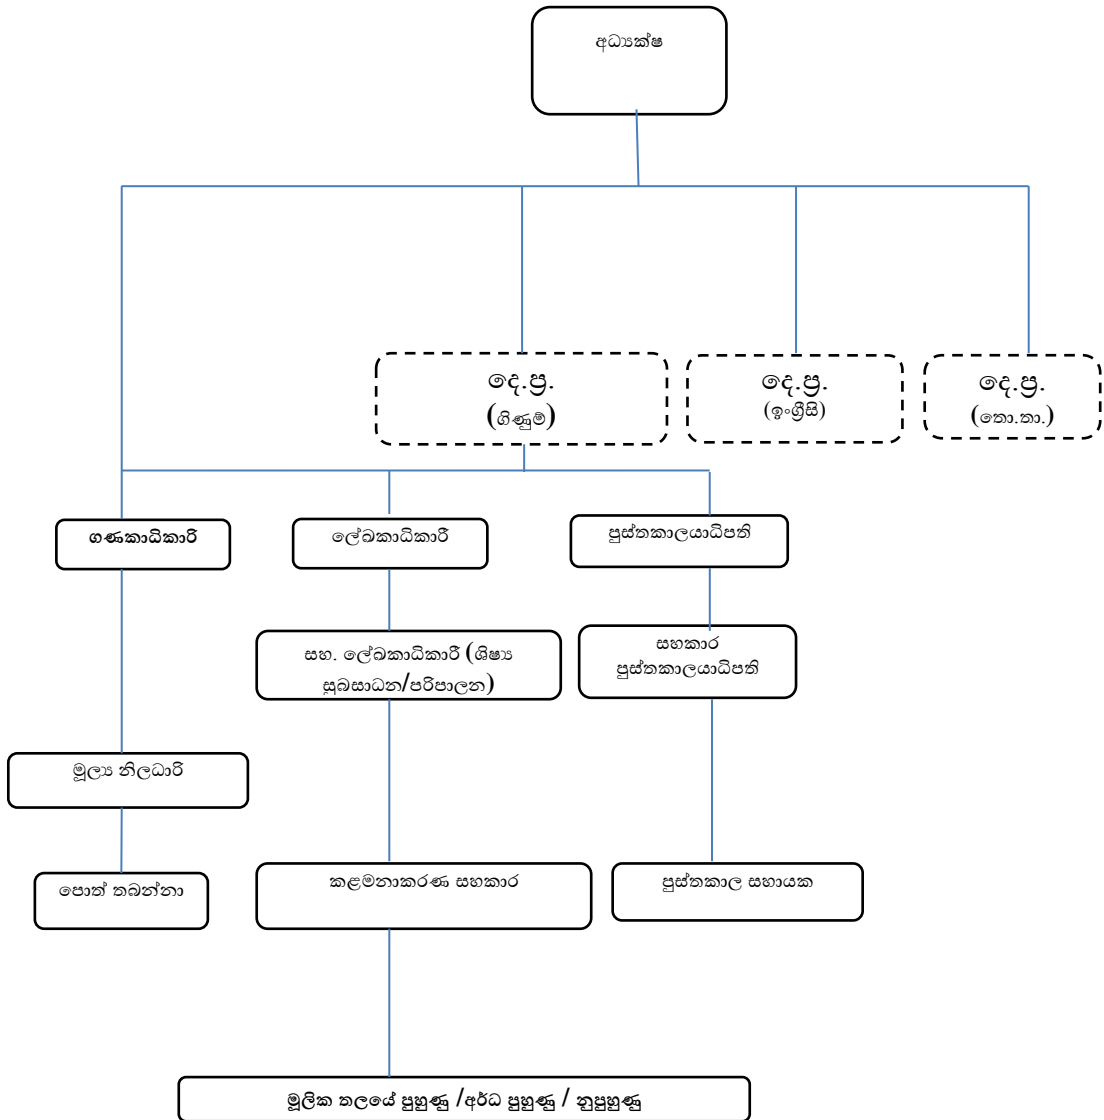 අධ්‍යක්ෂ
දෙ.ප්‍ර.
(ගිණුම්)
දෙ.ප්‍ර.
(ඉංග්‍රීසි)
දෙ.ප්‍ර.
(තො.තා.)
ගණකාධිකාරි
ලේඛකාධිකාරී
පුස්තකාලයාධිපති
සහ. ලේඛකාධිකාරී (ශිෂ්‍ය
සුබසාධන/පරිපාලන)
සහකාර
පුස්තකාලයාධිපති
මූල්‍ය නිලධාරි
පොත් තබන්නා
කළමනාකරණ සහකාර
පුස්තකාල සහායක
මූලික තලයේ පුහුණු /අර්ධ පුහුණු / නුපුහුණු